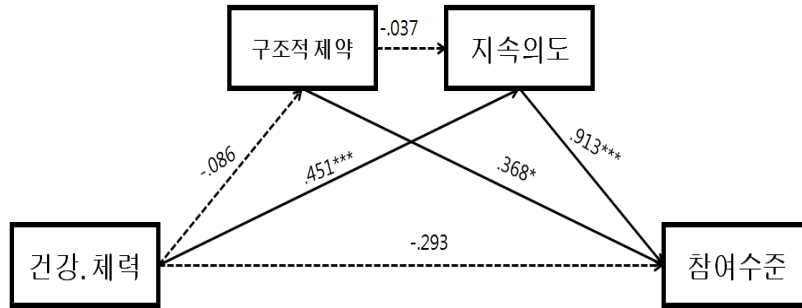 구조적 제약
-.037
지속의도
-.086
.451***
.368*
.913***
건강. 체력
-.293
참여수준